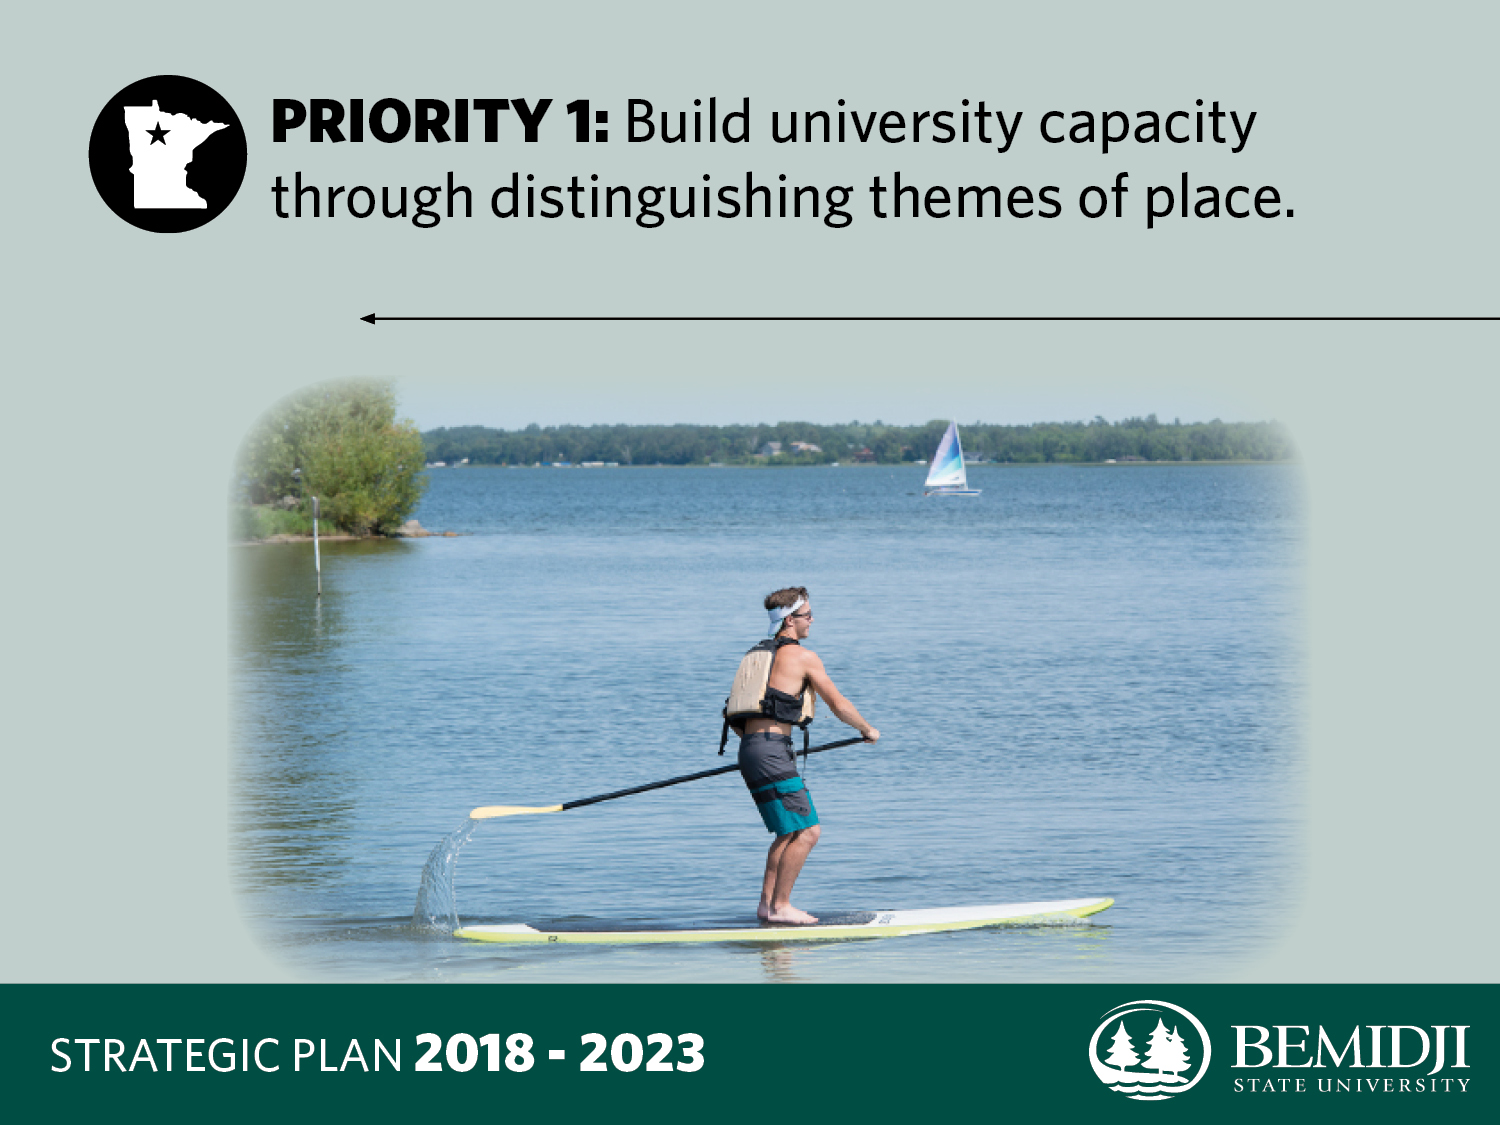 PRIORITY 1: Build university capacity
through distinguishing themes of place.
STRATEGIC PLAN 2018 - 2023
BEMIDJI
STATE UNIVERSITY